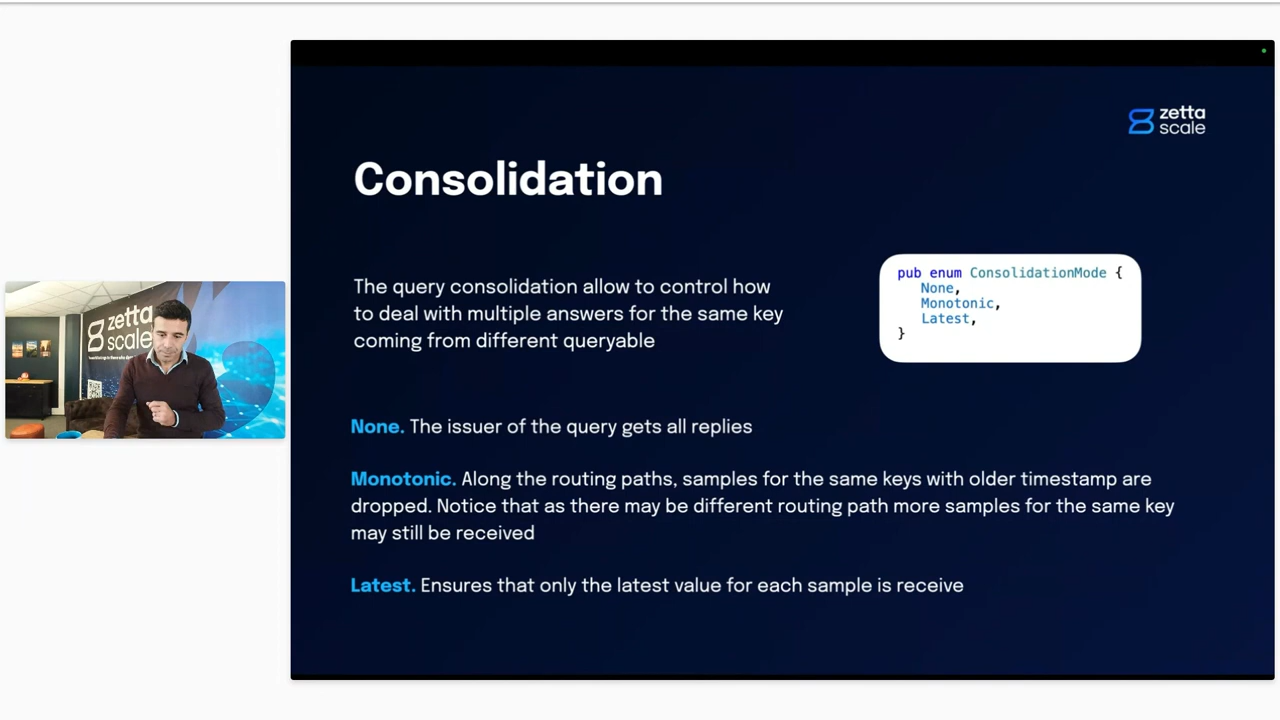 zetta
scale
Consolidation
The query consolidation allow to control how
to deal with multiple answers for the same key
coming from different queryable
pub enum ConsolidationMode {
None,
Monotonic,
Latest,
}
None. The issuer of the query gets all replies
Monotonic. Along the routing paths, samples for the same keys with older timestamp are
dropped. Notice that as there may be different routing path more samples for the same key
may still be received
Latest. Ensures that only the latest value for each sample is receive
zetta
scale